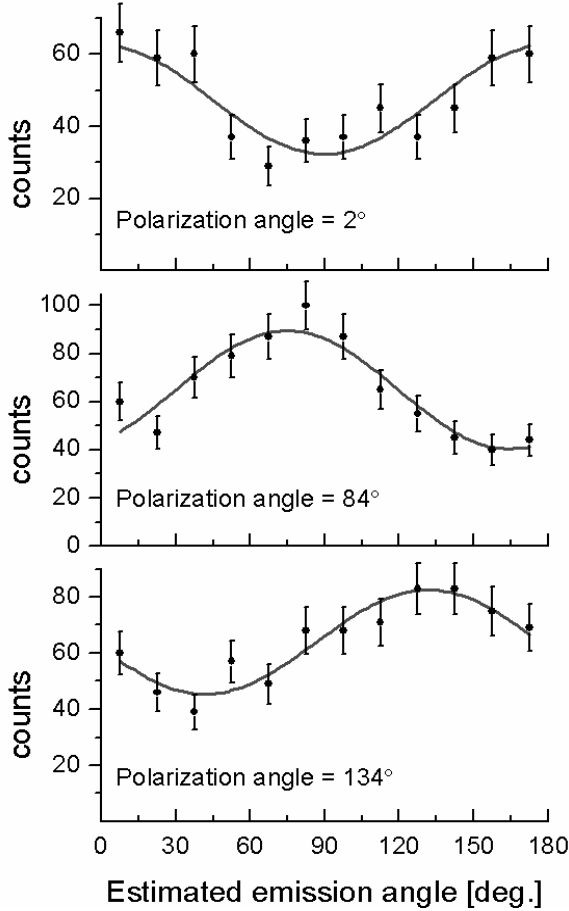 counts
60
40
20
Polarization angle = 2°
counts
100
80
60
40
20
0
Polarization angle = 84°
counts
80
60
40
20
Polarization angle = 134°
0 30 60 90 120 150 180
Estimated emission angle [deg.]